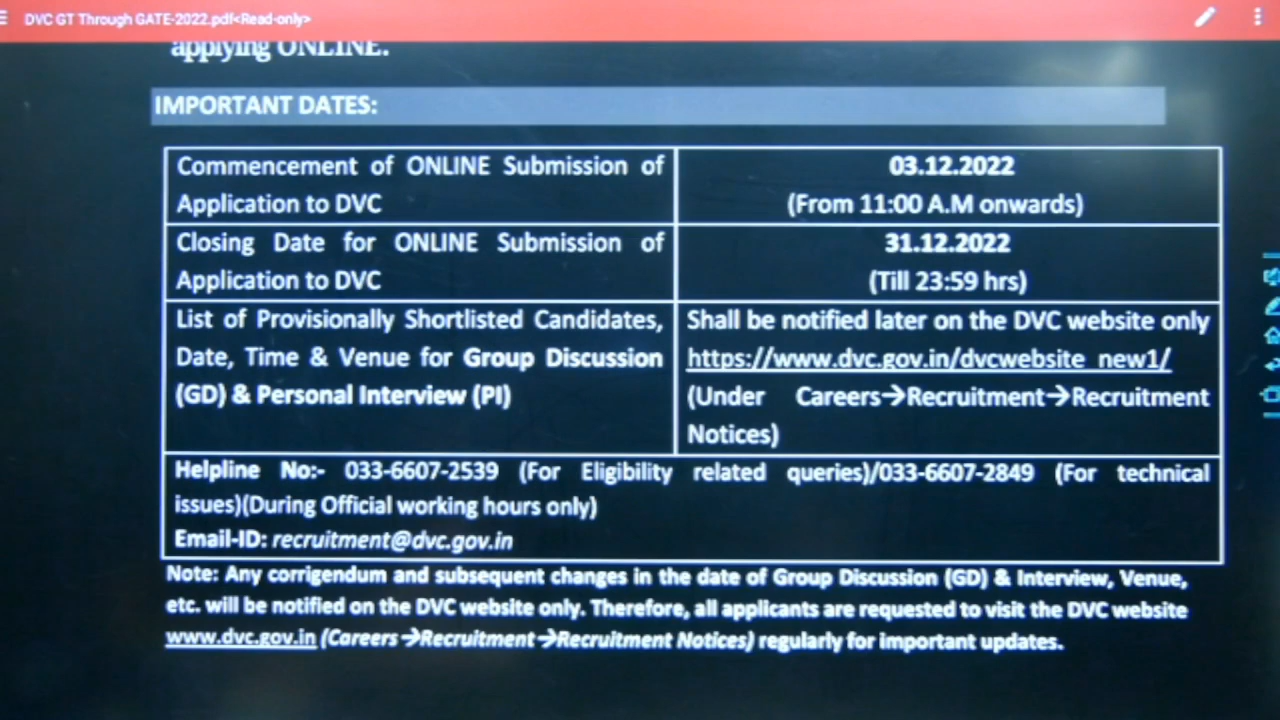 DVC GT Through GATE-2022.pdf<Read-only>
applying ONLINE.
IMPORTANT DATES:
Commencement of ONLINE Submission of
Application to DVC
03.12.2022
(From 11:00 A.M onwards)
Closing Date for ONLINE Submission of
Application to DVC
31.12.2022
(Till 23:59 hrs)
List of Provisionally Shortlisted Candidates,
Date, Time & Venue for Group Discussion
(GD) & Personal Interview (PI)
Shall be notified later on the DVC website only
https://www.dvc.gov.in/dvcwebsite_new1/
(Under Careers→Recruitment→Recruitment
Notices)
Helpline No:- 033-6607-2539 (For Eligibility related queries)/033-6607-2849 (For technical
issues)(During Official working hours only)
Email-ID: recruitment@dvc.gov.in
Note: Any corrigendum and subsequent changes in the date of Group Discussion (GD) & Interview, Venue,
etc. will be notified on the DVC website only. Therefore, all applicants are requested to visit the DVC website
www.dvc.gov.in (Careers →Recruitment →Recruitment Notices) regularly for important updates.